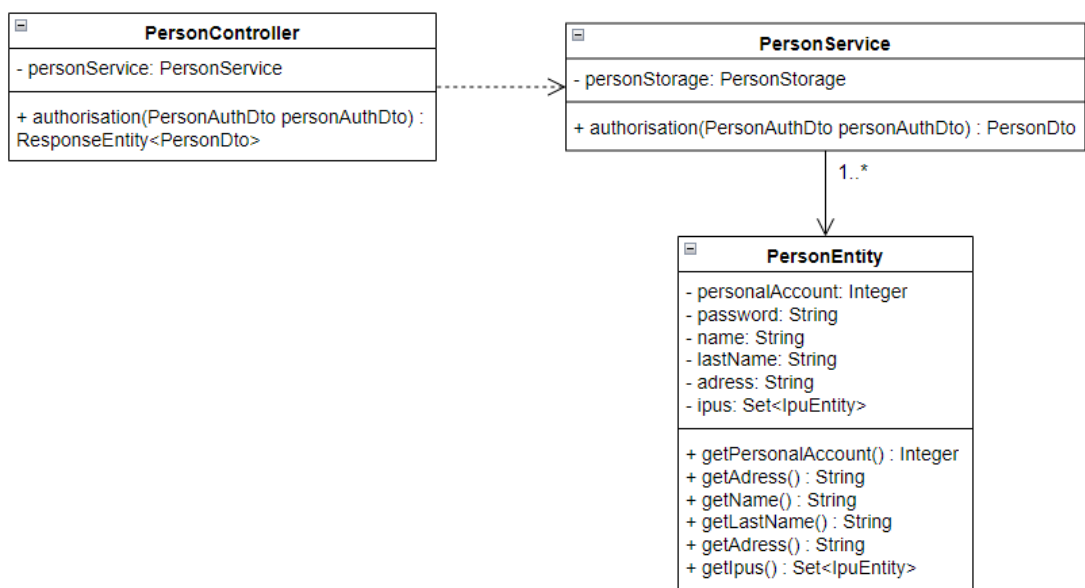 PersonController
- personService: PersonService
+ authorisation(PersonAuthDto personAuthDto) :
ResponseEntity<PersonDto>
PersonService
- personStorage: PersonStorage
+ authorisation(PersonAuthDto personAuthDto) : PersonDto
1..*
PersonEntity
- personalAccount: Integer
- password: String
- name: String
- lastName: String
- adress: String
- ipus: Set<IpuEntity>
+ getPersonalAccount() : Integer
+ getAdress() : String
+ getName() : String
+ getLastName() : String
+ getAdress() : String
+ getIpus() : Set<IpuEntity>